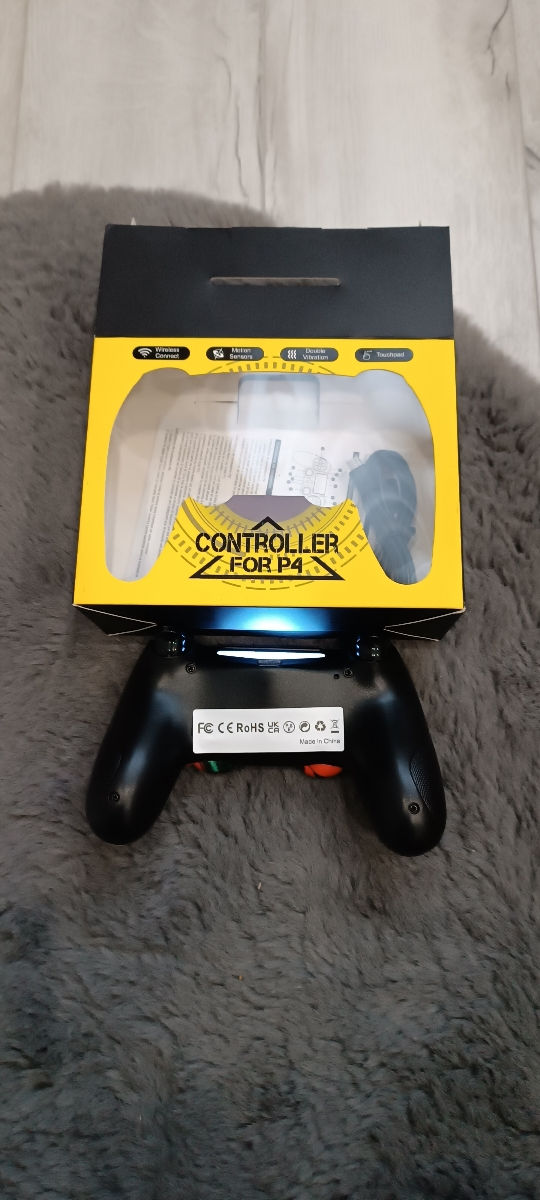 Wireless
Connect
Motion
Sensors
Double
Vibration
Touchpad
CONTROLLER
FOR P4
FC CE RoHS UK
CA
Made in China